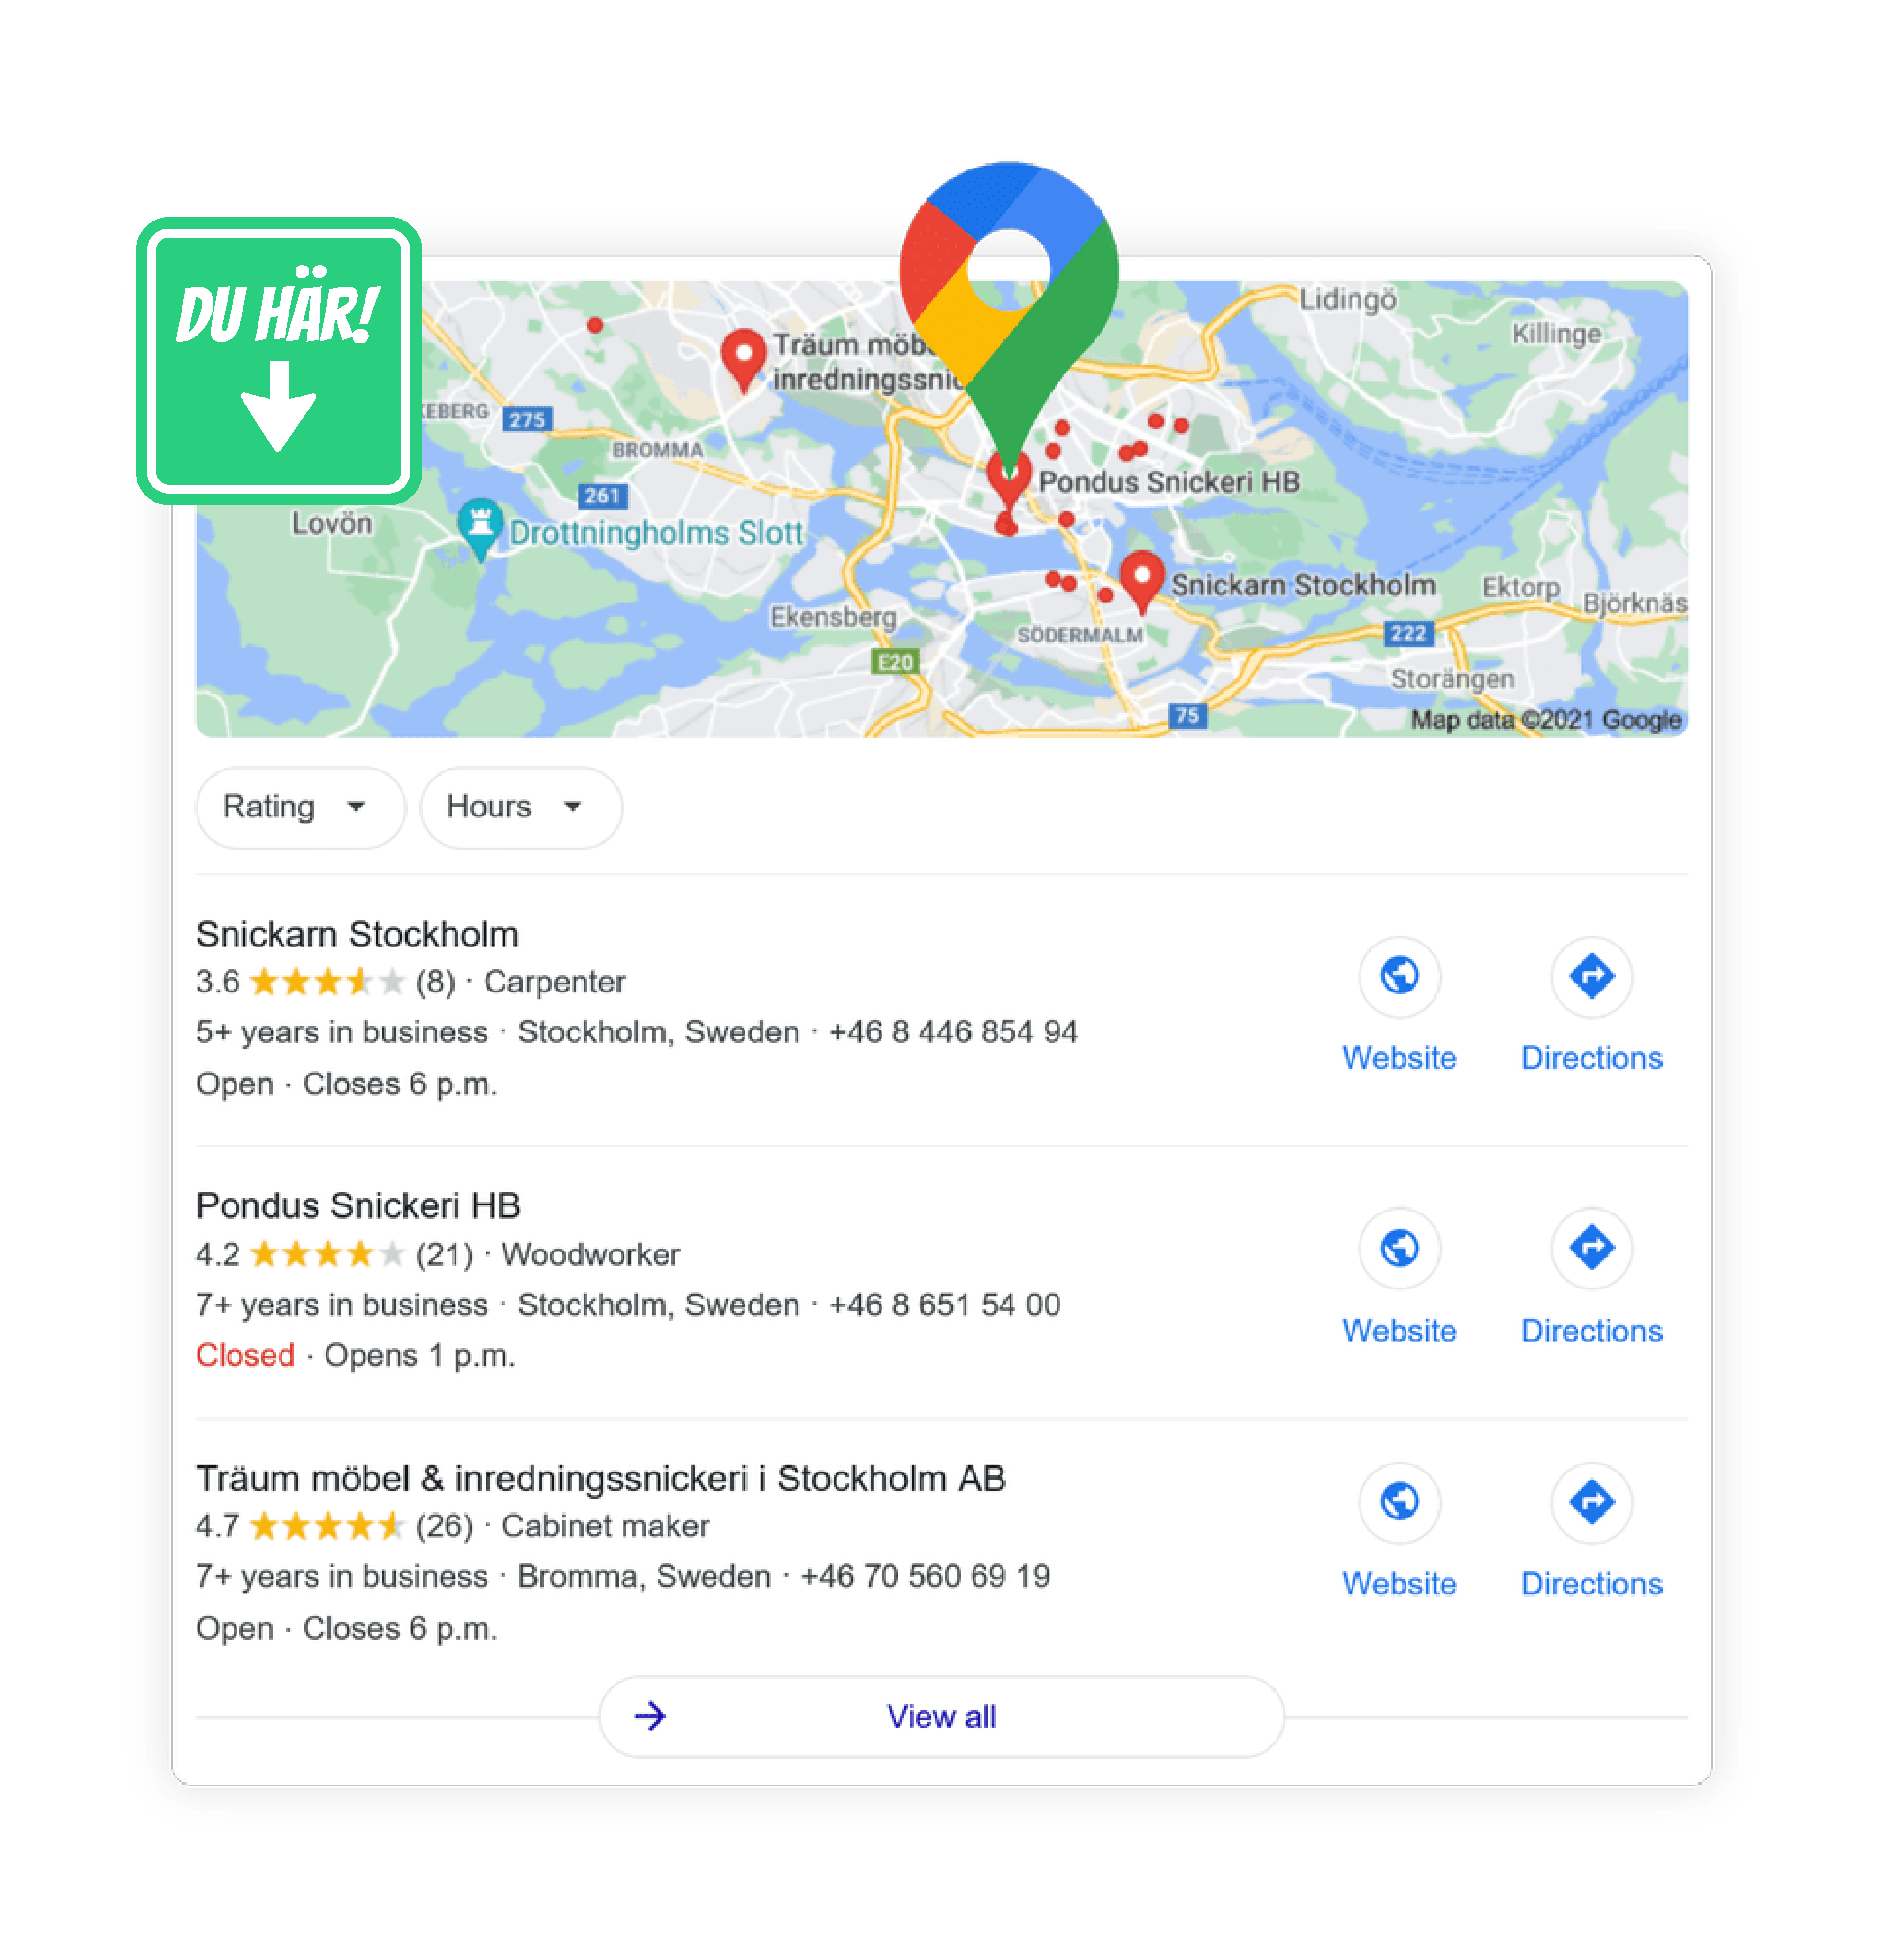 DU HÄR!
Lidingö
Killinge
Träum möb
inredningssnic
KEBERG
275
BROMMA
261
Pondus Snickeri HB
Lovön
Drottningholms Slott
Snickarn Stockholm
Ektorp
Björknäs
Ekensberg
SÖDERMALM
222
E20
Storängen
75
Map data ©2021 Google
Rating
Hours
Snickarn Stockholm
3.6 (8) · Carpenter
5+ years in business · Stockholm, Sweden · +46 8 446 854 94
Open · Closes 6 p.m.
Website
Directions
Pondus Snickeri HB
4.2 (21) · Woodworker
7+ years in business · Stockholm, Sweden · +46 8 651 54 00
Closed · Opens 1 p.m.
Website
Directions
Träum möbel & inredningssnickeri i Stockholm AB
4.7 (26) · Cabinet maker
7+ years in business · Bromma, Sweden · +46 70 560 69 19
Open · Closes 6 p.m.
Website
Directions
View all